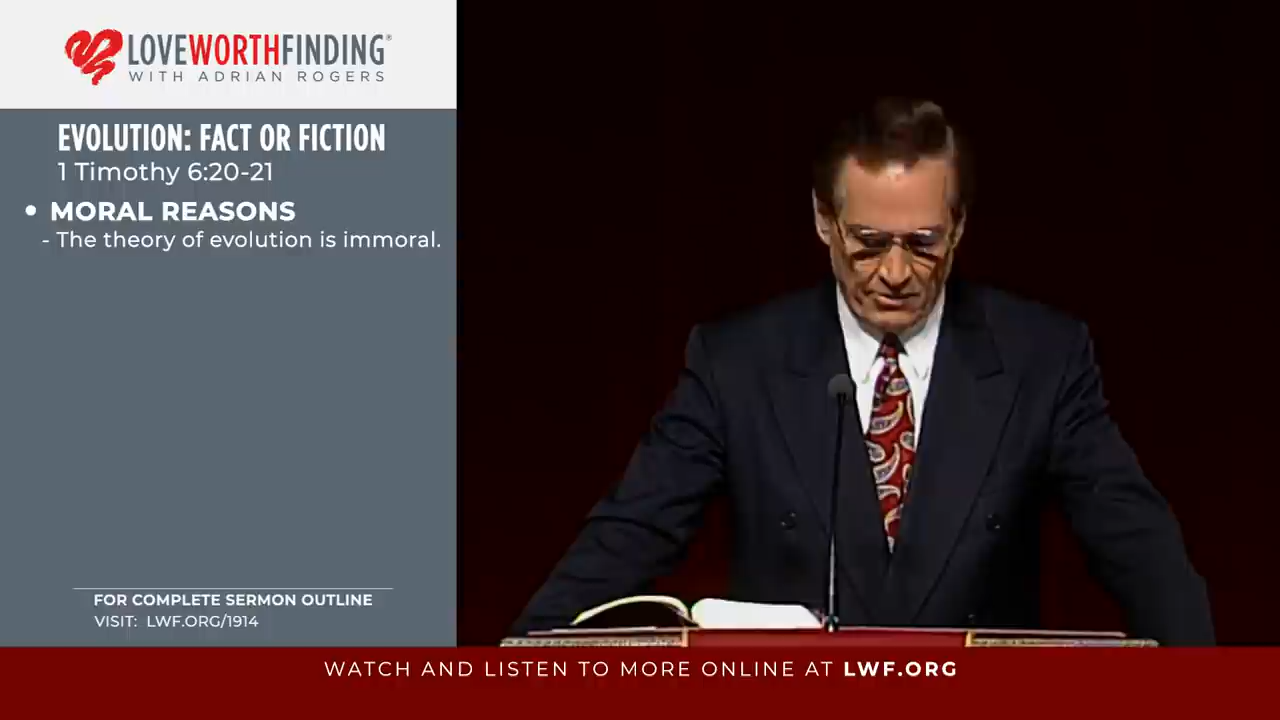 LOVEWORTHFINDING®
WITH ADRIAN ROGERS
EVOLUTION: FACT OR FICTION
1 Timothy 6:20-21
• MORAL REASONS
- The theory of evolution is immoral.
FOR COMPLETE SERMON OUTLINE
VISIT: LWF.ORG/1914
WATCH AND LISTEN TO MORE ONLINE AT LWF.ORG